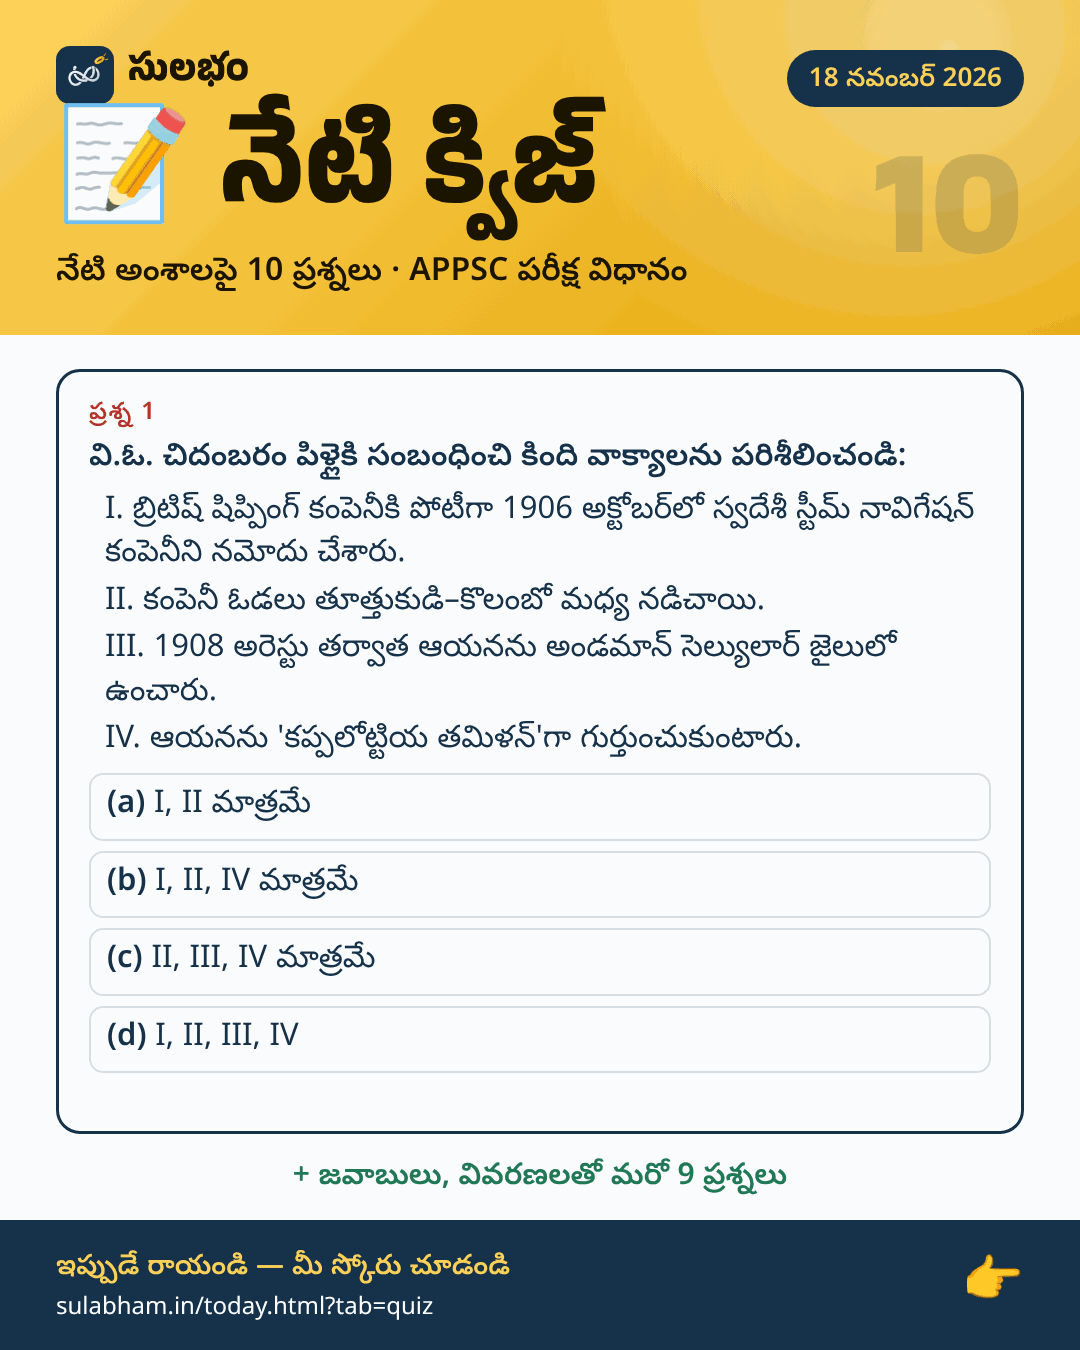 సులభం
18 నవంబర్ 2026
నేటి క్విజ్
10
నేటి అంశాలపై 10 ప్రశ్నలు · APPSC పరీక్ష విధానం
ప్రశ్న 1
వి.ఓ. చిదంబరం పిళ్లైకి సంబంధించి కింది వాక్యాలను పరిశీలించండి:
I. బ్రిటిష్ షిప్పింగ్ కంపెనీకి పోటీగా 1906 అక్టోబర్‌లో స్వదేశీ స్టీమ్ నావిగేషన్
కంపెనీని నమోదు చేశారు.
II. కంపెనీ ఓడలు తూత్తుకుడి–కొలంబో మధ్య నడిచాయి.
III. 1908 అరెస్టు తర్వాత ఆయనను అండమాన్ సెల్యులార్ జైలులో
ఉంచారు.
IV. ఆయనను 'కప్పలోట్టియ తమిళన్'గా గుర్తుంచుకుంటారు.
(a) I, II మాత్రమే
(b) I, II, IV మాత్రమే
(c) II, III, IV మాత్రమే
(d) I, II, III, IV
+ జవాబులు, వివరణలతో మరో 9 ప్రశ్నలు
ఇప్పుడే రాయండి — మీ స్కోరు చూడండి
sulabham.in/today.html?tab=quiz